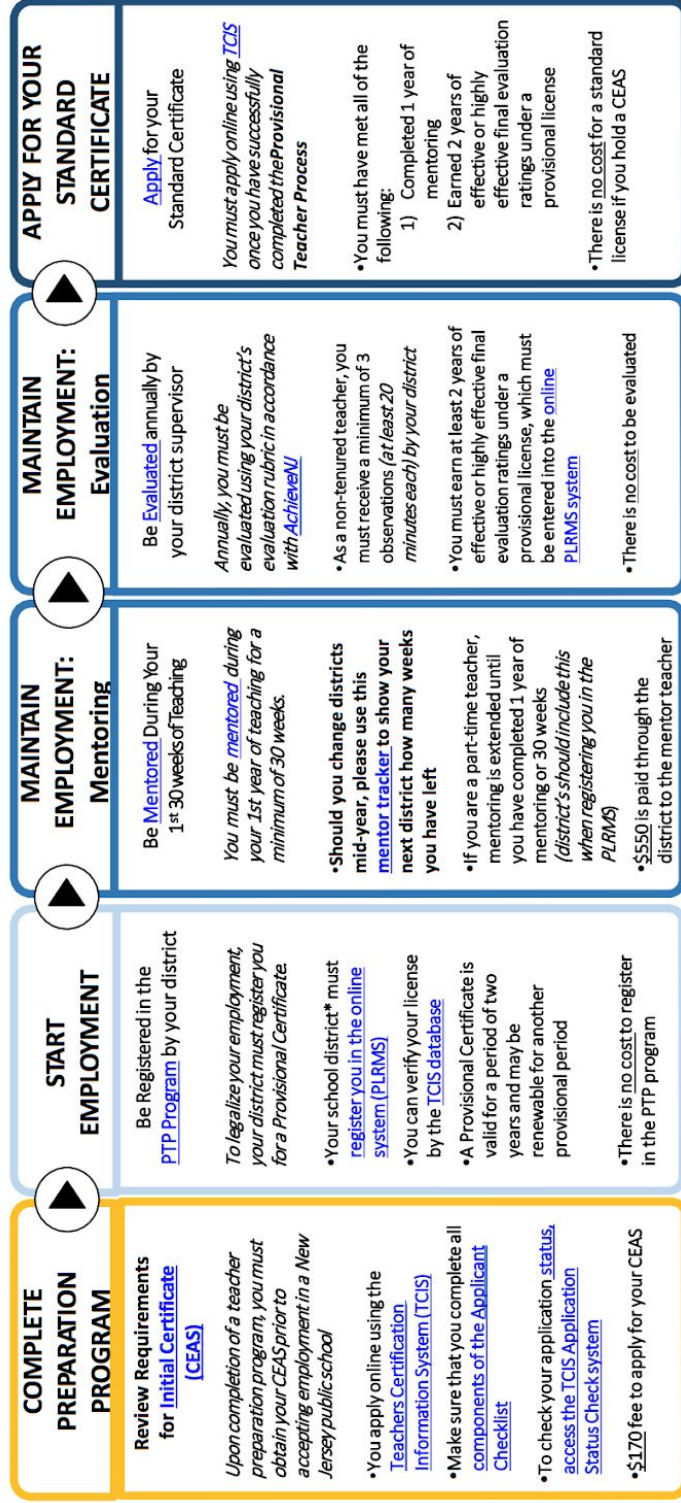 COMPLETE
PREPARATION
PROGRAM
Review Requirements
for Initial Certificate
(CEAS)
Upon completion of a teacher
preparation program, you must
obtain your CEAS prior to
accepting employment in a New
Jersey public school
•You apply online using the
Teachers Certification
Information System (TCIS)
•Make sure that you complete all
components of the Applicant
Checklist
•To check your application status,
access the TCIS Application
Status Check system
•$170 fee to apply for your CEAS
START
EMPLOYMENT
Be Registered in the
PTP Program by your district
To legalize your employment,
your district must register you
for a Provisional Certificate.
•Your school district* must
register you in the online
system (PLRMS)
•You can verify your license
by the TCIS database
•A Provisional Certificate is
valid for a period of two
years and may be
renewable for another
provisional period
•There is no cost to register
in the PTP program
MAINTAIN
EMPLOYMENT:
Mentoring
Be Mentored During Your
1st 30 weeks of Teaching
You must be mentored during
your 1st year of teaching for a
minimum of 30 weeks.
•Should you change districts
mid-year, please use this
mentor tracker to show your
next district how many weeks
you have left
•If you are a part-time teacher,
mentoring is extended until
you have completed 1 year of
mentoring or 30 weeks
(district's should include this
when registering you in the
PLRMS)
•$550 is paid through the
district to the mentor teacher
MAINTAIN
EMPLOYMENT:
Evaluation
Be Evaluated annually by
your district supervisor
Annually, you must be
evaluated using your district's
evaluation rubric in accordance
with AchieveNJ
•As a non-tenured teacher, you
must receive a minimum of 3
observations (at least 20
minutes each) by your district
•You must earn at least 2 years of
effective or highly effective final
evaluation ratings under a
provisional license, which must
be entered into the online
PLRMS system
•There is no cost to be evaluated
APPLY FOR YOUR
STANDARD
CERTIFICATE
Apply for your
Standard Certificate
You must apply online using TCIS
once you have successfully
completed the Provisional
Teacher Process
•You must have met all of the
following:
1) Completed 1 year of
mentoring
2) Earned 2 years of
effective or highly
effective final evaluation
ratings under a
provisional license
•There is no cost for a standard
license if you hold a CEAS